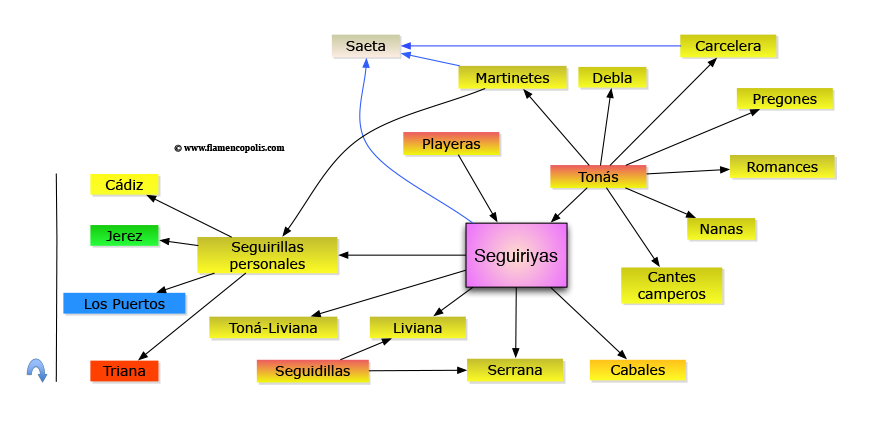 Saeta
Carcelera
Martinetes
Debla
Pregones
Playeras
© www.flamencopolis.com
Tonás
Romances
Cádiz
Jerez
Nanas
Seguirillas
personales
Seguiriyas
Cantes
camperos
Los Puertos
Toná-Liviana
Liviana
Triana
Seguidillas
Serrana
Cabales